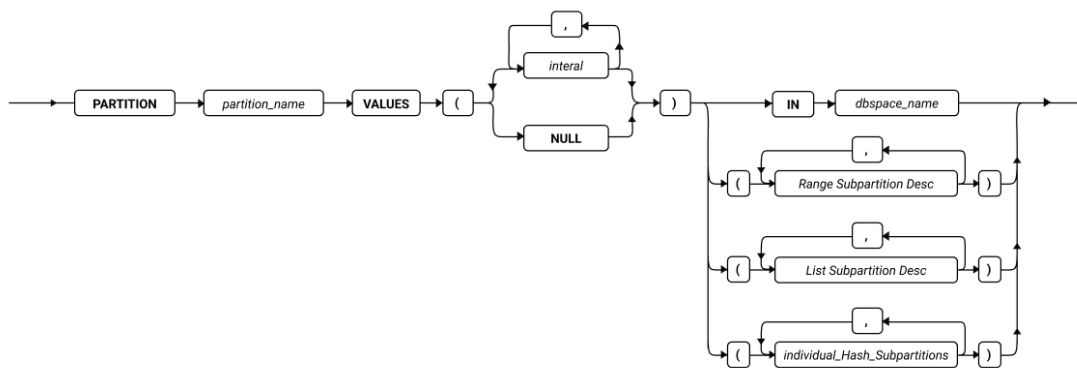 ,
interal
PARTITION partition_name VALUES ( ) IN dbspace_name
NULL
,
( Range Subpartition Desc )
,
( List Subpartition Desc )
,
( individual_Hash_Subpartitions )